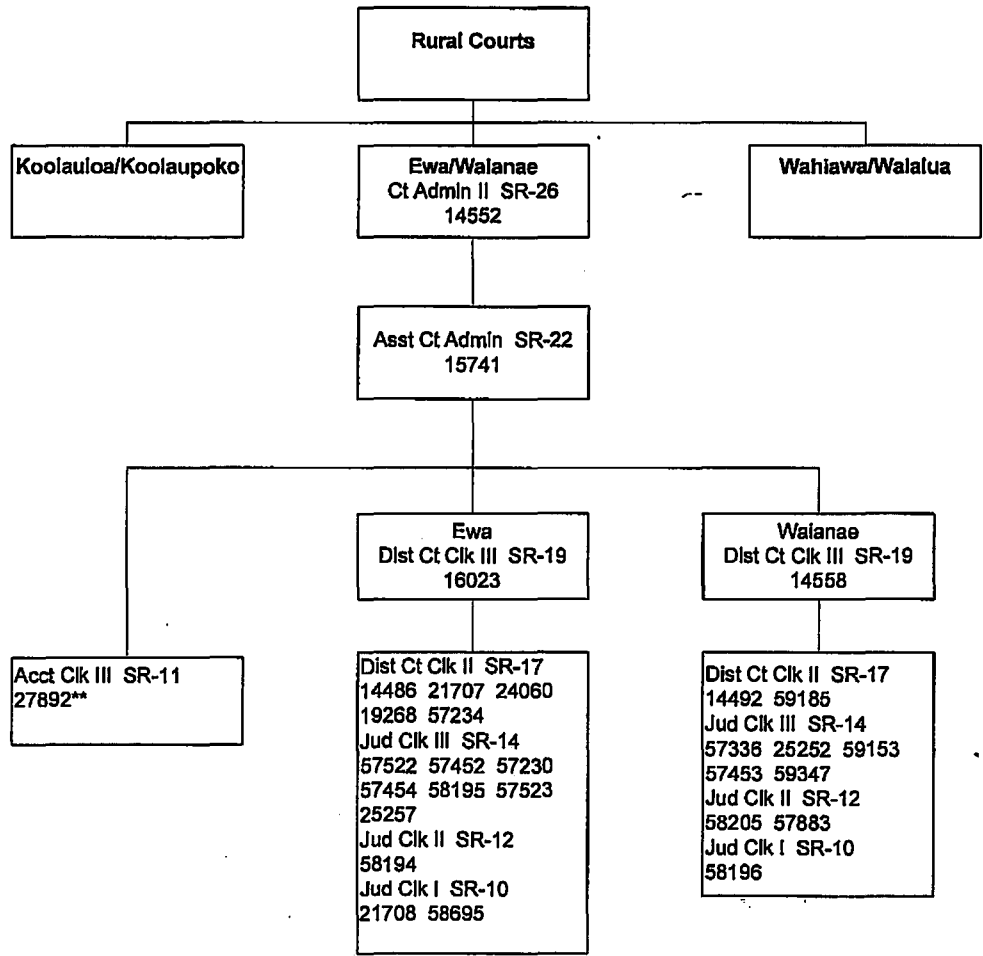 Rural Courts
Koolauloa/Koolaupoko
Ewa/Waianae
Ct Admin II SR-26
14552
Wahiawa/Waialua
Asst Ct Admin SR-22
15741
Ewa
Dist Ct Clk III SR-19
16023
Waianae
Dist Ct Clk III SR-19
14558
Acct Clk III SR-11
27892**
Dist Ct Clk II SR-17
14486 21707 24060
19268 57234
Jud Clk III SR-14
57522 57452 57230
57454 58195 57523
25257
Jud Clk II SR-12
58194
Jud Clk I SR-10
21708 58695
Dist Ct Clk II SR-17
14492 59185
Jud Clk III SR-14
57336 25252 59153
57453 59347
Jud Clk II SR-12
58205 57883
Jud Clk I SR-10
58196